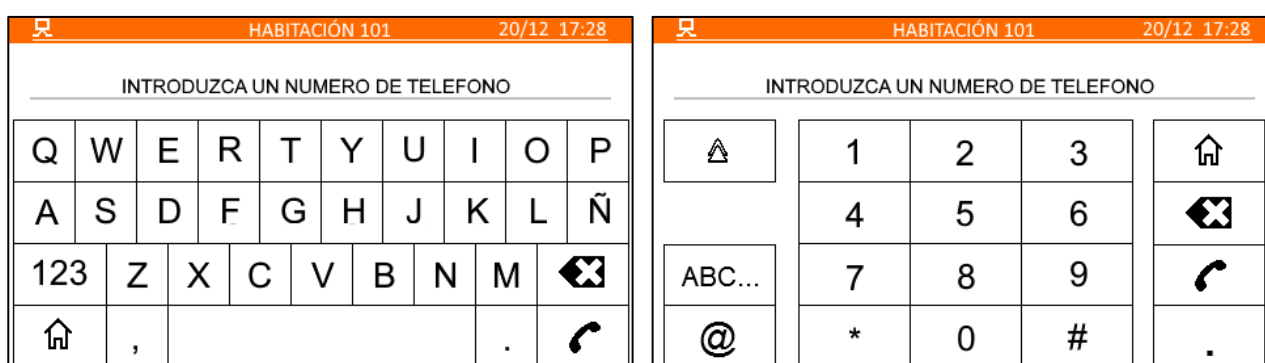 HABITACIÓN 101 20/12 17:28
INTRODUZCA UN NUMERO DE TELEFONO
Q W E R T Y U I O P
A S D F G H J K L Ñ
123 Z X C V B N M
, .
HABITACIÓN 101 20/12 17:28
INTRODUZCA UN NUMERO DE TELEFONO
1 2 3
4 5 6
ABC... 7 8 9
@ * 0 # .